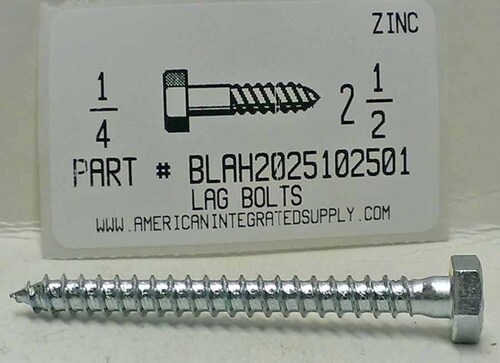 ZINC
1/4 2 1/2
PART # BLAH2025102501
LAG BOLTS
WWW.AMERICANINTEGRATEDSUPPLY.COM